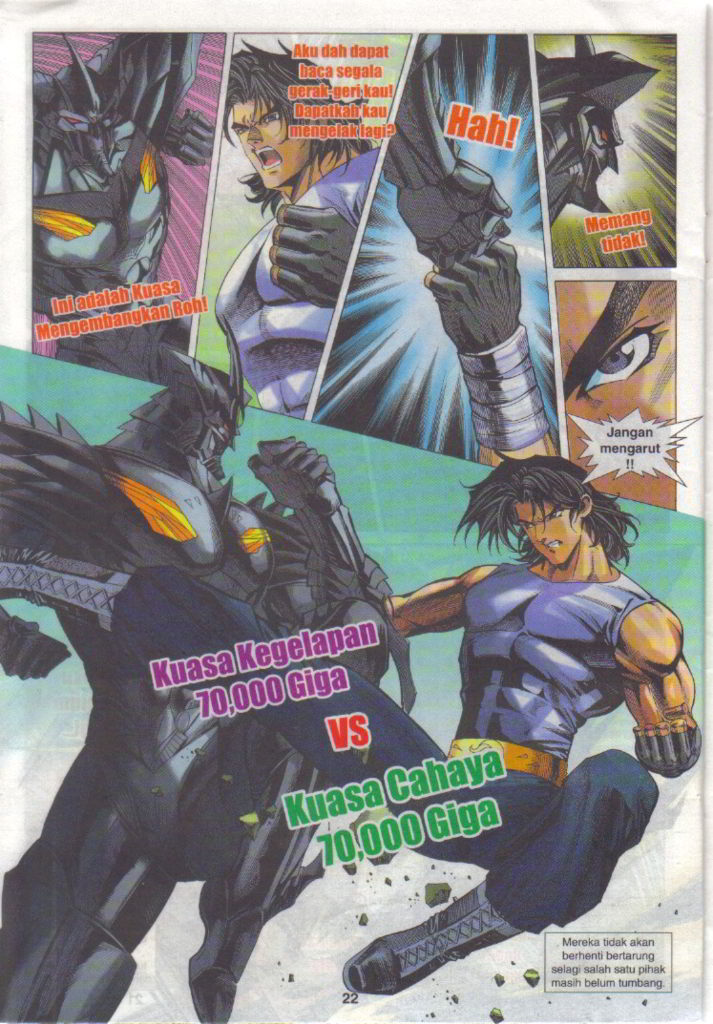 Aku dah dapat
baca segala
gerak-geri kau!
Dapatkah kau
mengelak lagi?
Ini adalah Kuasa
Mengembangkan Roh!
Hah!
Memang
tidak!
Jangan
mengarut
!!
Kuasa Kegelapan
70,000 Giga
VS
Kuasa Cahaya
70,000 Giga
Mereka tidak akan
berhenti bertarung
selagi salah satu pihak
masih belum tumbang.
22